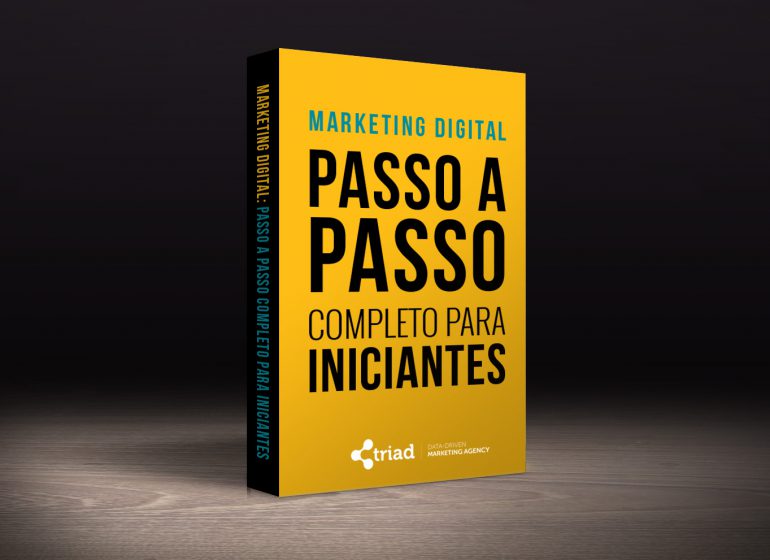 MARKETING DIGITAL: PASSO A PASSO COMPLETO PARA INICIANTES
MARKETING DIGITAL
PASSO A
PASSO
COMPLETO PARA
INICIANTES
triad
DATA-DRIVEN
MARKETING AGENCY